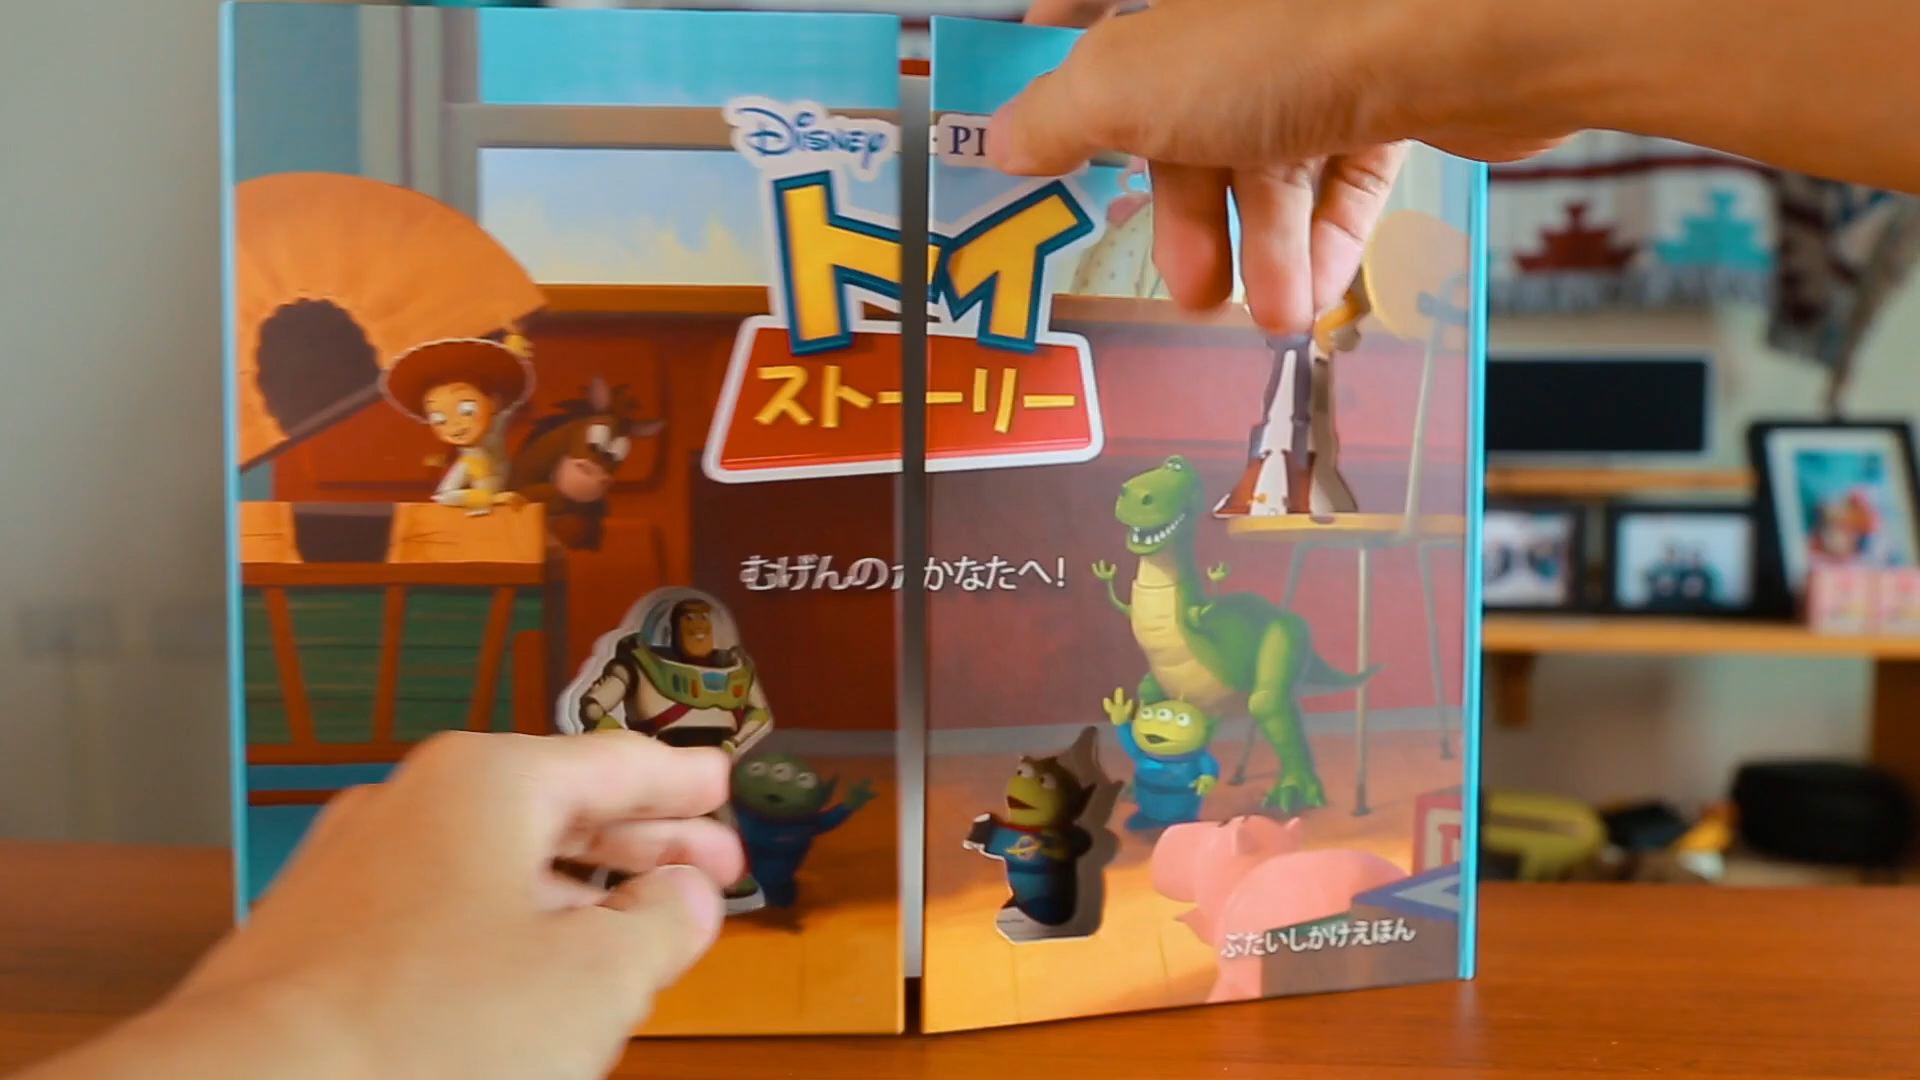 Disney · PI
トイ
ストーリー
むげんの かなたへ!
ぶたいしかけえほん